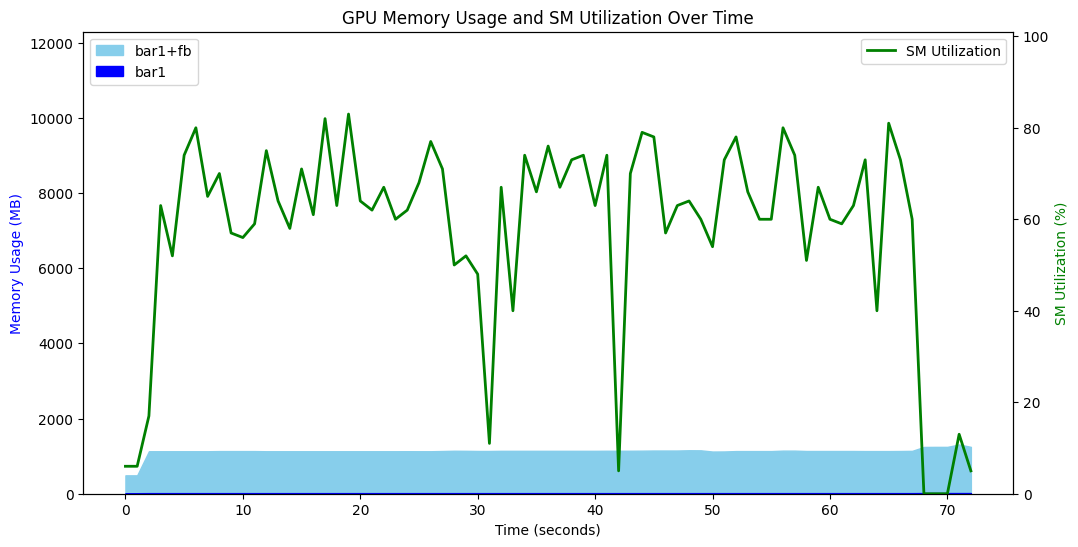 GPU Memory Usage and SM Utilization Over Time
bar1+fb
bar1
SM Utilization
Memory Usage (MB)
12000
10000
8000
6000
4000
2000
0
SM Utilization (%)
100
80
60
40
20
0
0 10 20 30 40 50 60 70
Time (seconds)